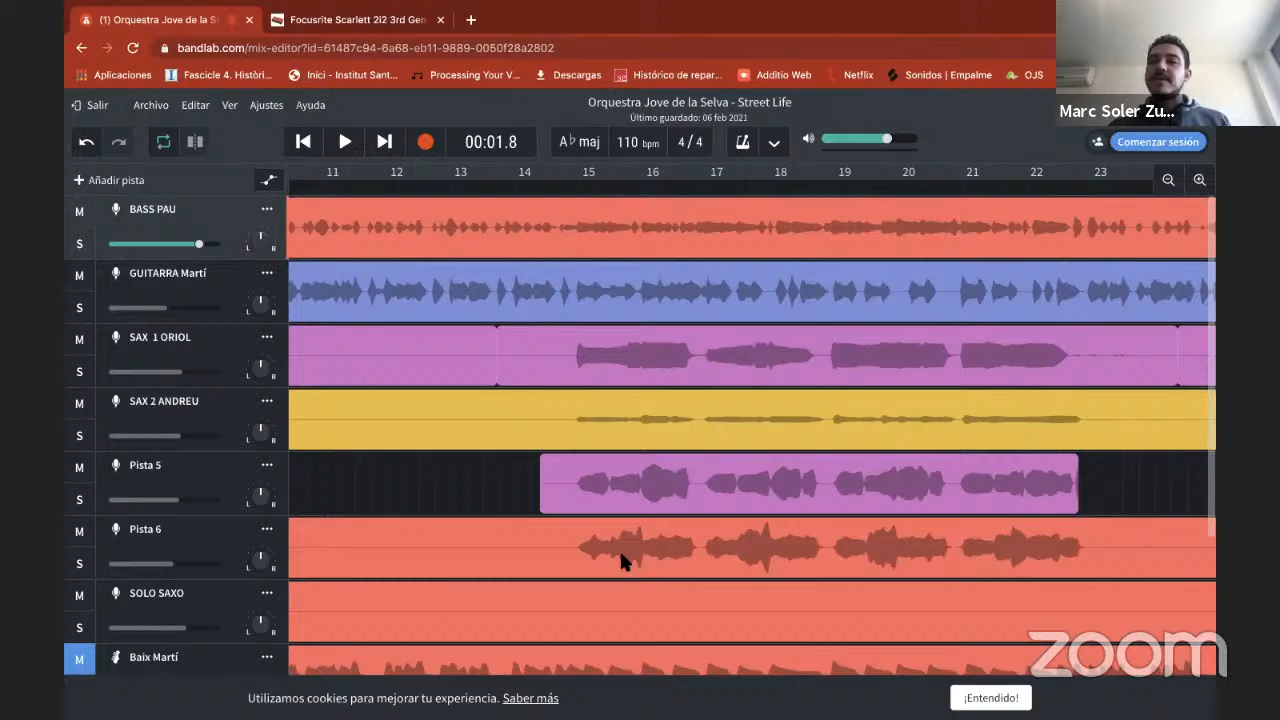 (1) Orquestra Jove de la S
Focusrite Scarlett 2i2 3rd Gen
bandlab.com/mix-editor?id=61487c94-6a68-eb11-9889-0050f28a2802
Aplicaciones
Fascicle 4. Històri...
Inici - Institut Sant...
Processing Your V...
Descargas
Histórico de repar...
Additio Web
Netflix
Sonidos | Empalme
OJS
Marc Soler Zu...
Salir
Archivo
Editar
Ver
Ajustes
Ayuda
Orquestra Jove de la Selva - Street Life
Último guardado: 06 feb 2021
00:01.8
A♭ maj
110 bpm
4 / 4
Comenzar sesión
+ Añadir pista
11 12 13 14 15 16 17 18 19 20 21 22 23
M
BASS PAU
S
L R
M
GUITARRA Martí
S
L R
M
SAX 1 ORIOL
S
L R
M
SAX 2 ANDREU
S
L R
M
Pista 5
S
L R
M
Pista 6
S
L R
M
SOLO SAXO
S
L R
M
Baix Martí
zoom
Utilizamos cookies para mejorar tu experiencia. Saber más
¡Entendido!